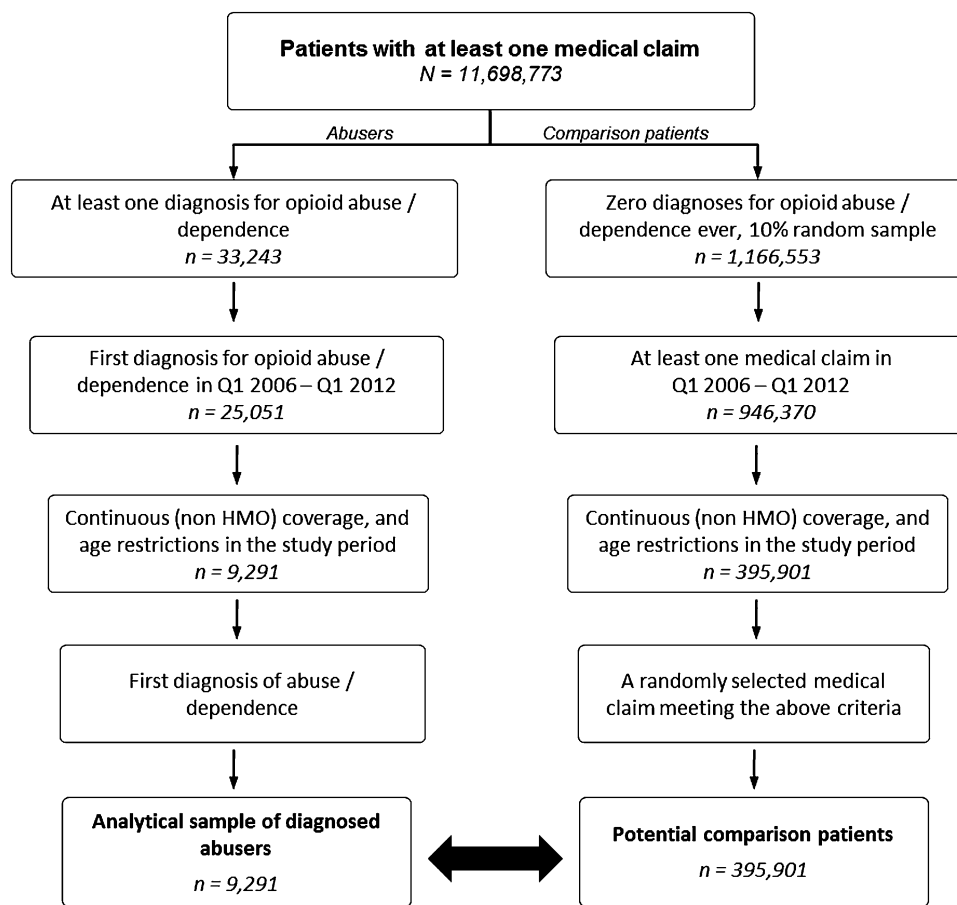 Patients with at least one medical claim
N = 11,698,773
Abusers
Comparison patients
At least one diagnosis for opioid abuse /
dependence
n = 33,243
Zero diagnoses for opioid abuse /
dependence ever, 10% random sample
n = 1,166,553
First diagnosis for opioid abuse /
dependence in Q1 2006 – Q1 2012
n = 25,051
At least one medical claim in
Q1 2006 – Q1 2012
n = 946,370
Continuous (non HMO) coverage, and
age restrictions in the study period
n = 9,291
Continuous (non HMO) coverage, and
age restrictions in the study period
n = 395,901
First diagnosis of abuse /
dependence
A randomly selected medical
claim meeting the above criteria
Analytical sample of diagnosed
abusers
n = 9,291
Potential comparison patients
n = 395,901